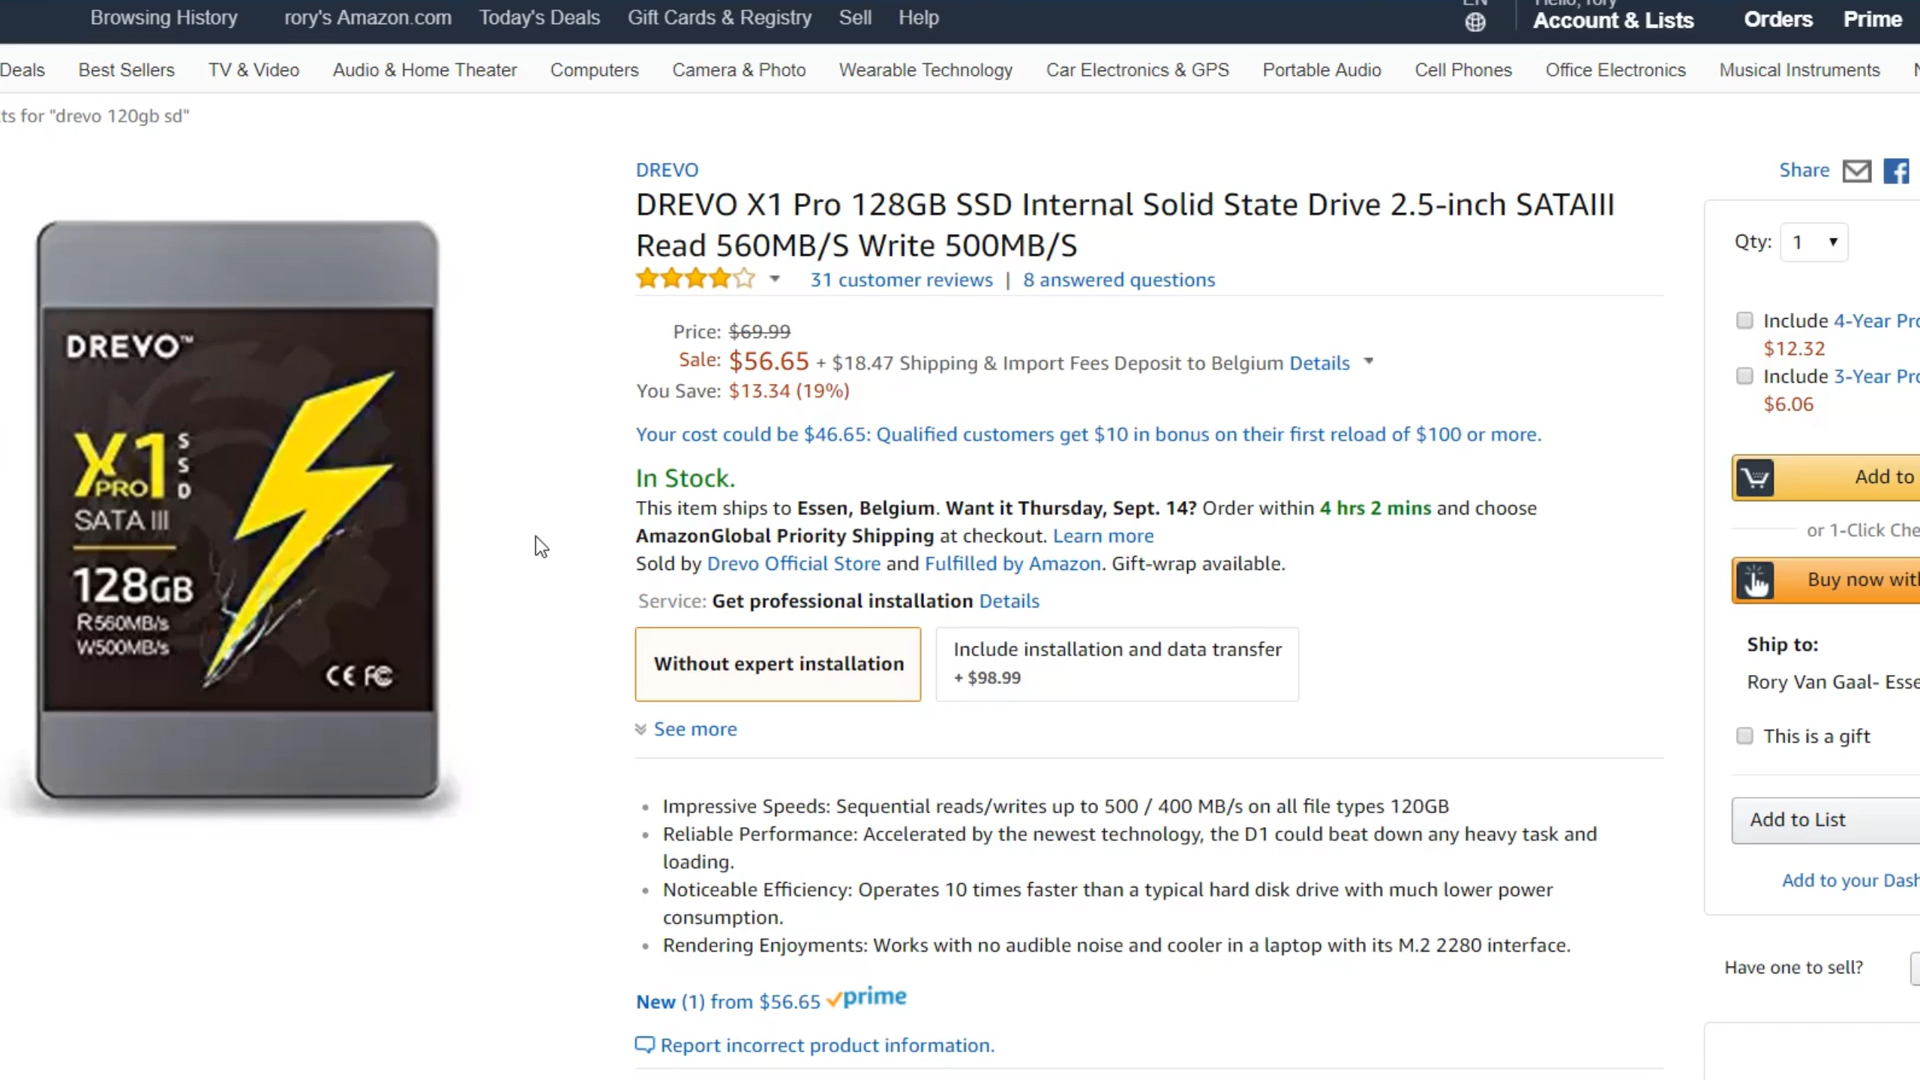 Browsing History rory's Amazon.com Today's Deals Gift Cards & Registry Sell Help EN Hello, rory
Account & Lists Orders Prime
Deals Best Sellers TV & Video Audio & Home Theater Computers Camera & Photo Wearable Technology Car Electronics & GPS Portable Audio Cell Phones Office Electronics Musical Instruments
ts for "drevo 120gb sd"
DREVO™
X1
PRO
SSD
SATA III
128GB
R560MB/s
W500MB/s
CE FC
DREVO
DREVO X1 Pro 128GB SSD Internal Solid State Drive 2.5-inch SATAIII
Read 560MB/S Write 500MB/S
31 customer reviews | 8 answered questions
Price: $69.99
Sale: $56.65 + $18.47 Shipping & Import Fees Deposit to Belgium Details
You Save: $13.34 (19%)
Your cost could be $46.65: Qualified customers get $10 in bonus on their first reload of $100 or more.
In Stock.
This item ships to Essen, Belgium. Want it Thursday, Sept. 14? Order within 4 hrs 2 mins and choose
AmazonGlobal Priority Shipping at checkout. Learn more
Sold by Drevo Official Store and Fulfilled by Amazon. Gift-wrap available.
Service: Get professional installation Details
Without expert installation
Include installation and data transfer
+ $98.99
See more
• Impressive Speeds: Sequential reads/writes up to 500 / 400 MB/s on all file types 120GB
• Reliable Performance: Accelerated by the newest technology, the D1 could beat down any heavy task and
loading.
• Noticeable Efficiency: Operates 10 times faster than a typical hard disk drive with much lower power
consumption.
• Rendering Enjoyments: Works with no audible noise and cooler in a laptop with its M.2 2280 interface.
New (1) from $56.65 prime
Report incorrect product information.
Share
Qty: 1
Include 4-Year Pro
$12.32
Include 3-Year Pro
$6.06
Add to
or 1-Click Che
Buy now with
Ship to:
Rory Van Gaal- Esse
This is a gift
Add to List
Add to your Dash
Have one to sell?